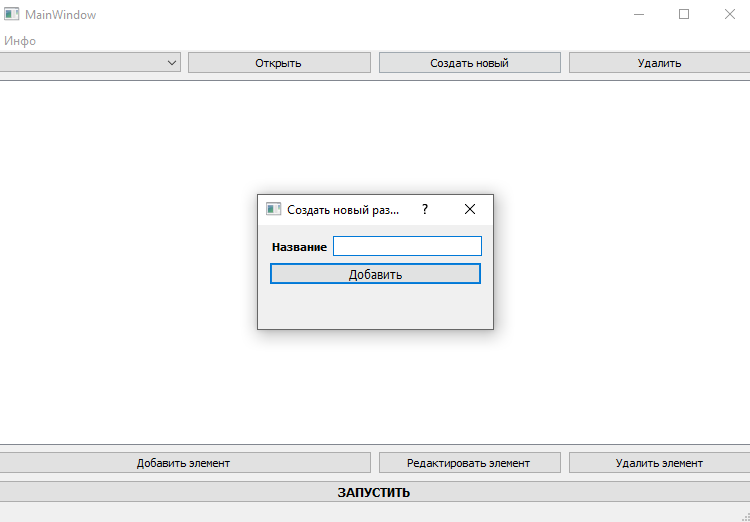 MainWindow
Инфо
Открыть
Создать новый
Удалить
Создать новый раз...
?
Название
Добавить
Добавить элемент
Редактировать элемент
Удалить элемент
ЗАПУСТИТЬ